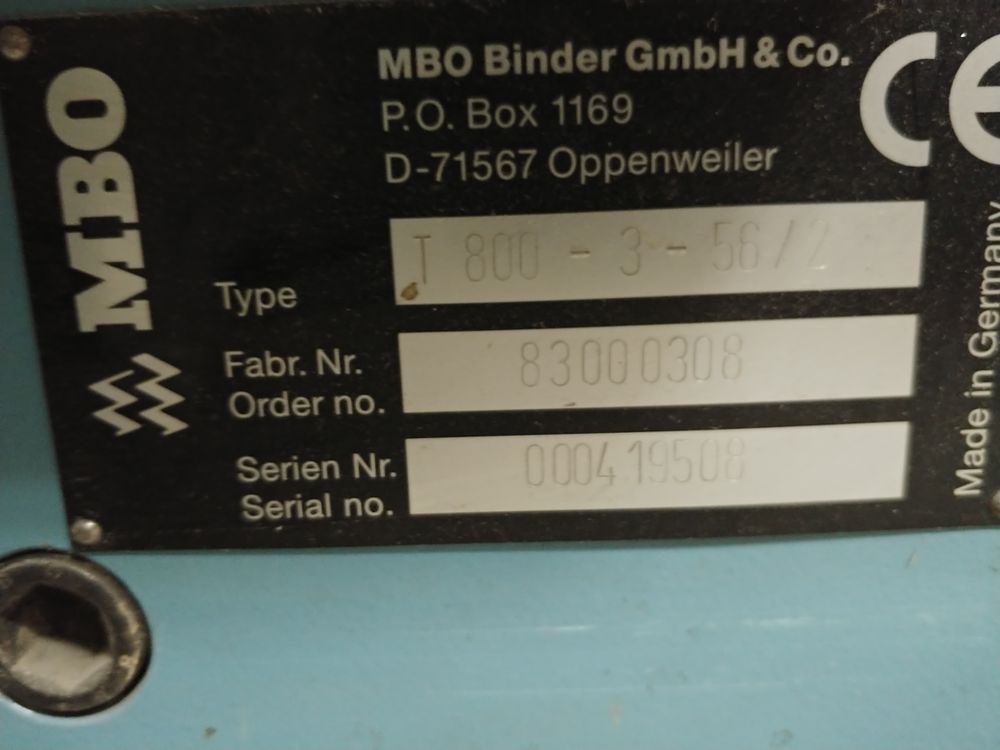 MBO
MBO Binder GmbH & Co.
P.O. Box 1169
D-71567 Oppenweiler
CE
Type T 800 - 3 - 56/2
Fabr. Nr.
Order no. 83000308
Serien Nr.
Serial no. 000419508
Made in Germany